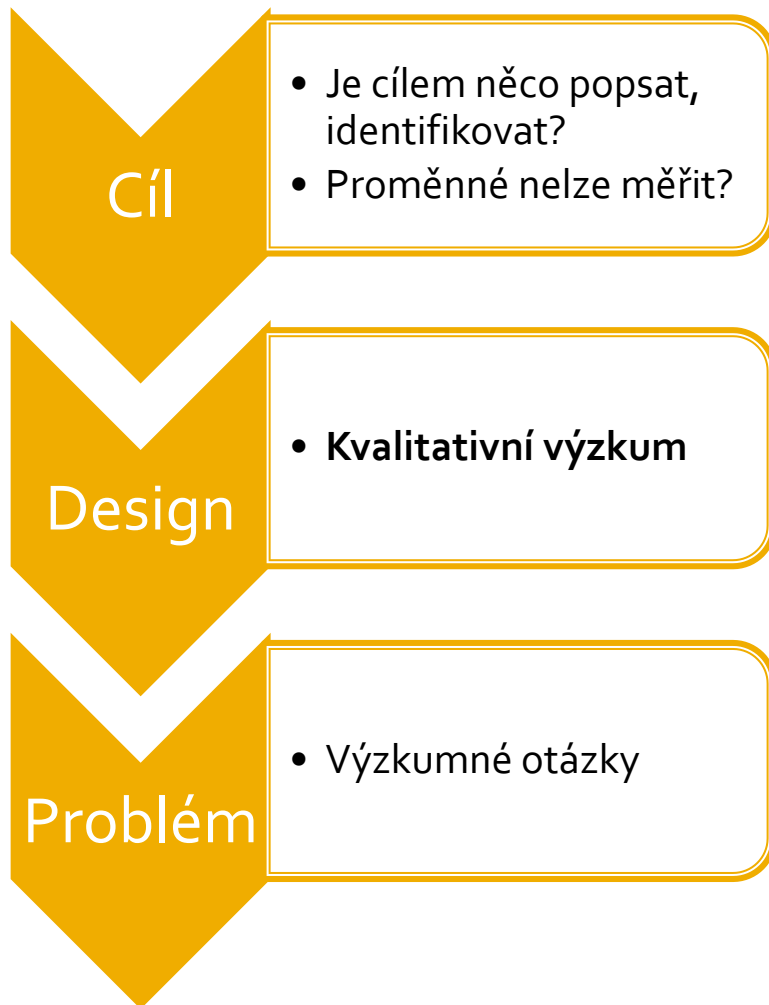 Cíl
• Je cílem něco popsat,
identifikovat?
• Proměnné nelze měřit?
Design
• Kvalitativní výzkum
Problém
• Výzkumné otázky